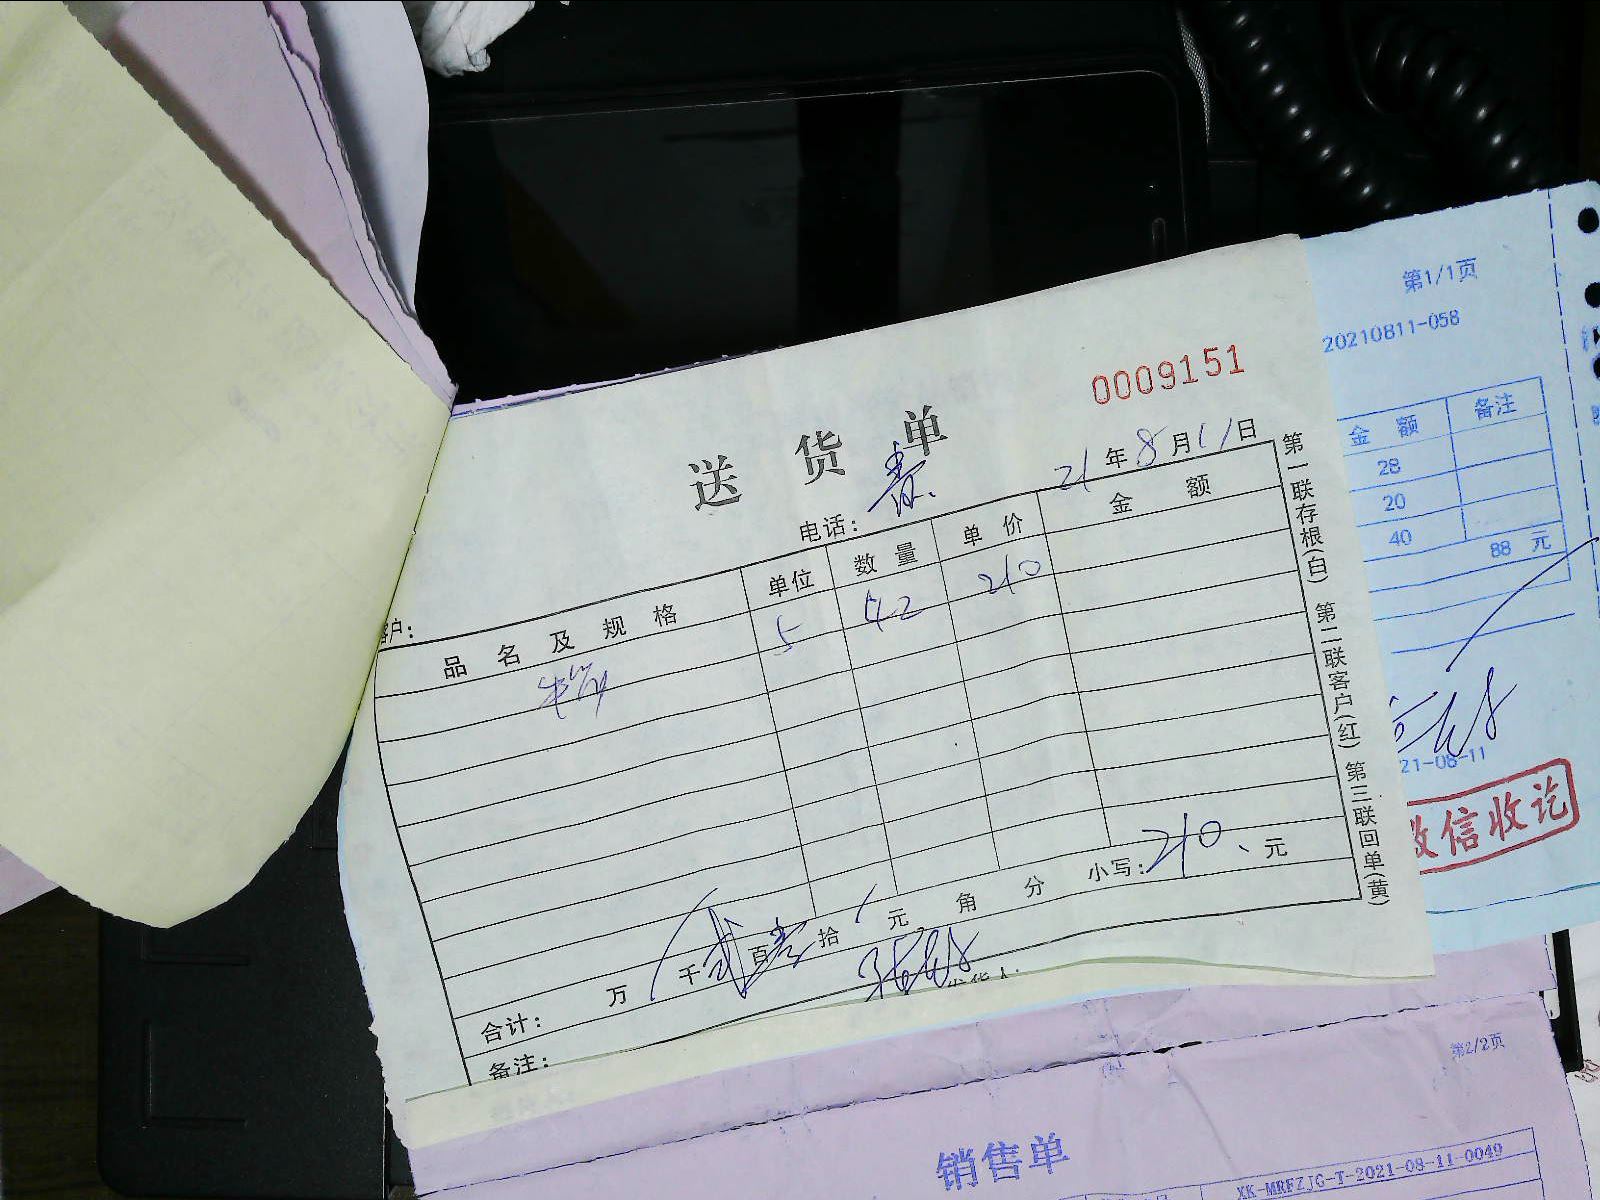 0009151
送货单
21年8月11日
电话：
客户：
品名及规格 单位 数量 单价 金额
5 42 210
合计： 万 千贰百壹拾 元 角 分 小写：210、元
备注：
第一联存根(白) 第二联客户(红) 第三联回单(黄)
第1/1页
20210811-058
金额 备注
28
20
40
88 元
21-08-11
微信收讫
第2/2页
销售单
XK-MRFZJG-T-2021-08-11-0049